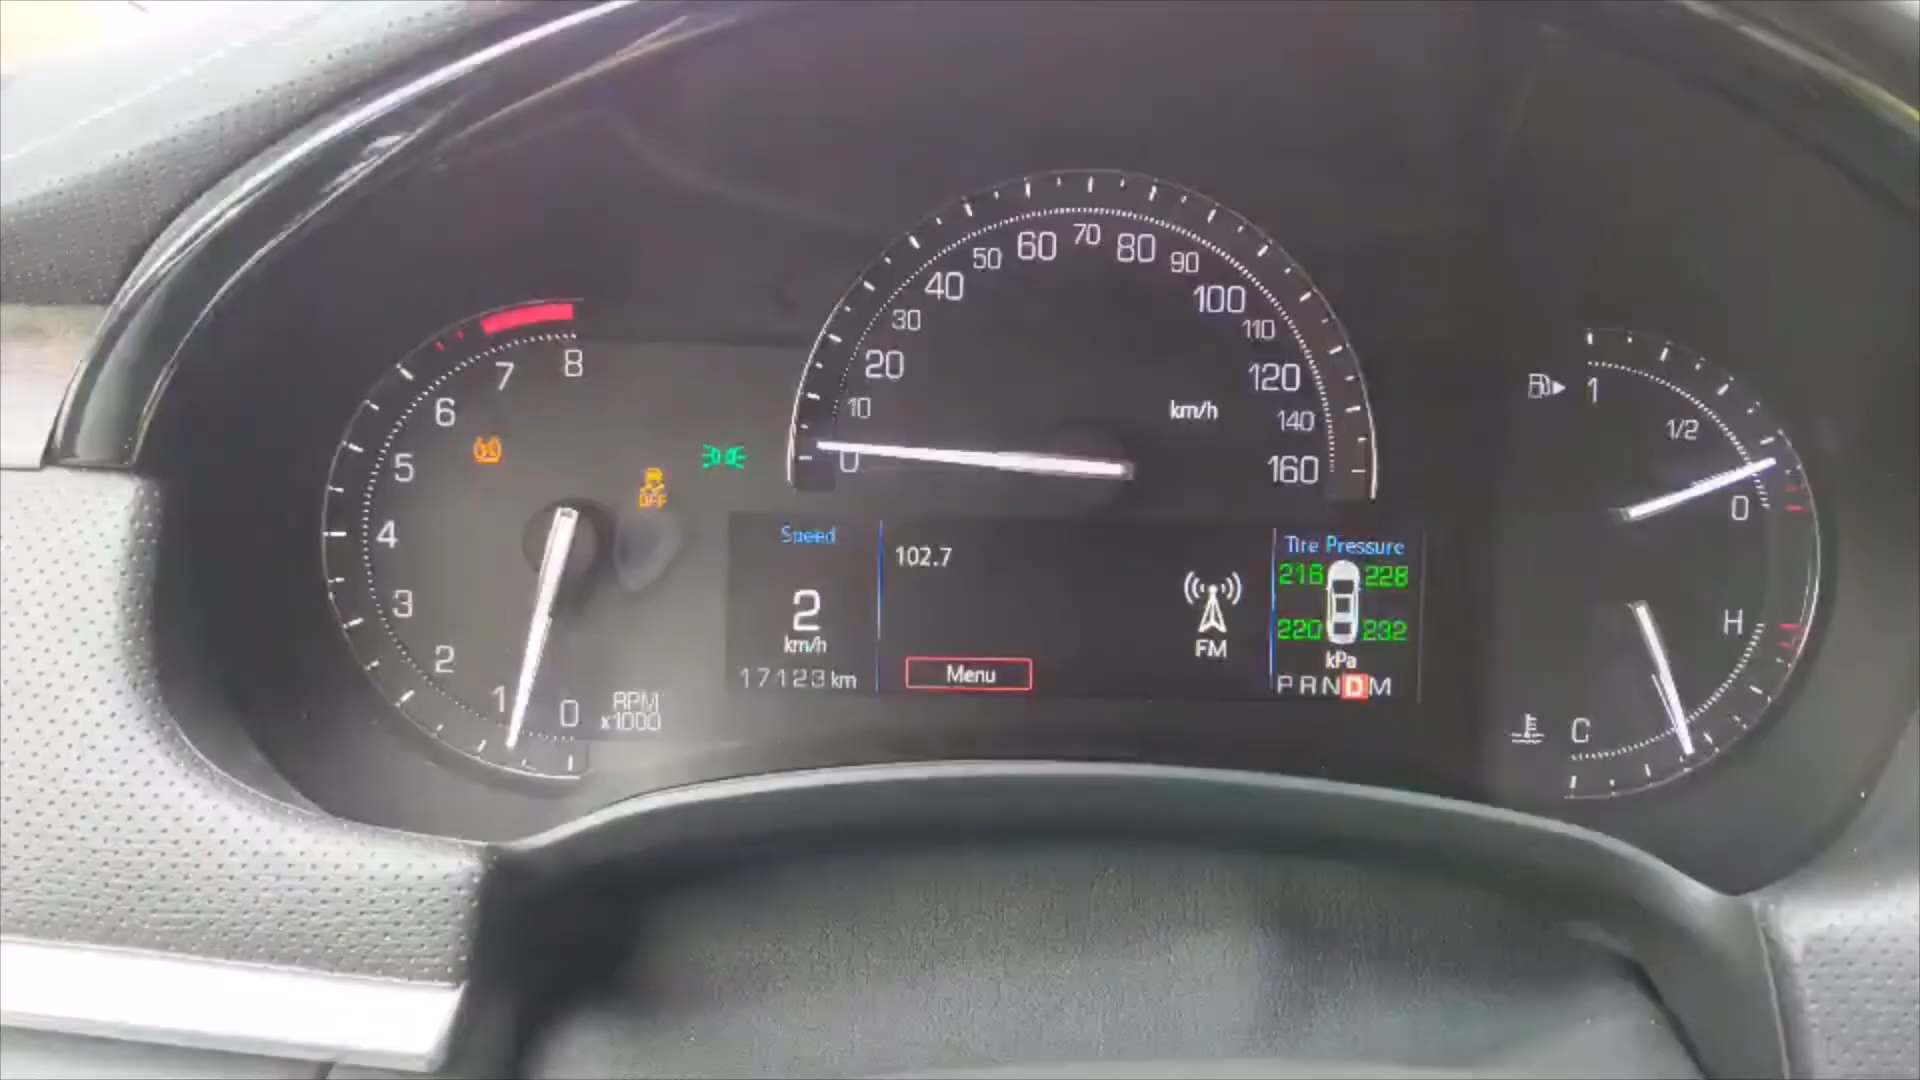 8
7
6
5
4
3
2
1
0
RPM
x1000
OFF
0
10
20
30
40
50
60
70
80
90
100
110
120
140
160
km/h
Speed
2
km/h
17123 km
102.7
Menu
FM
Tire Pressure
216 228
220 232
kPa
PRNDM
1
1/2
0
H
C